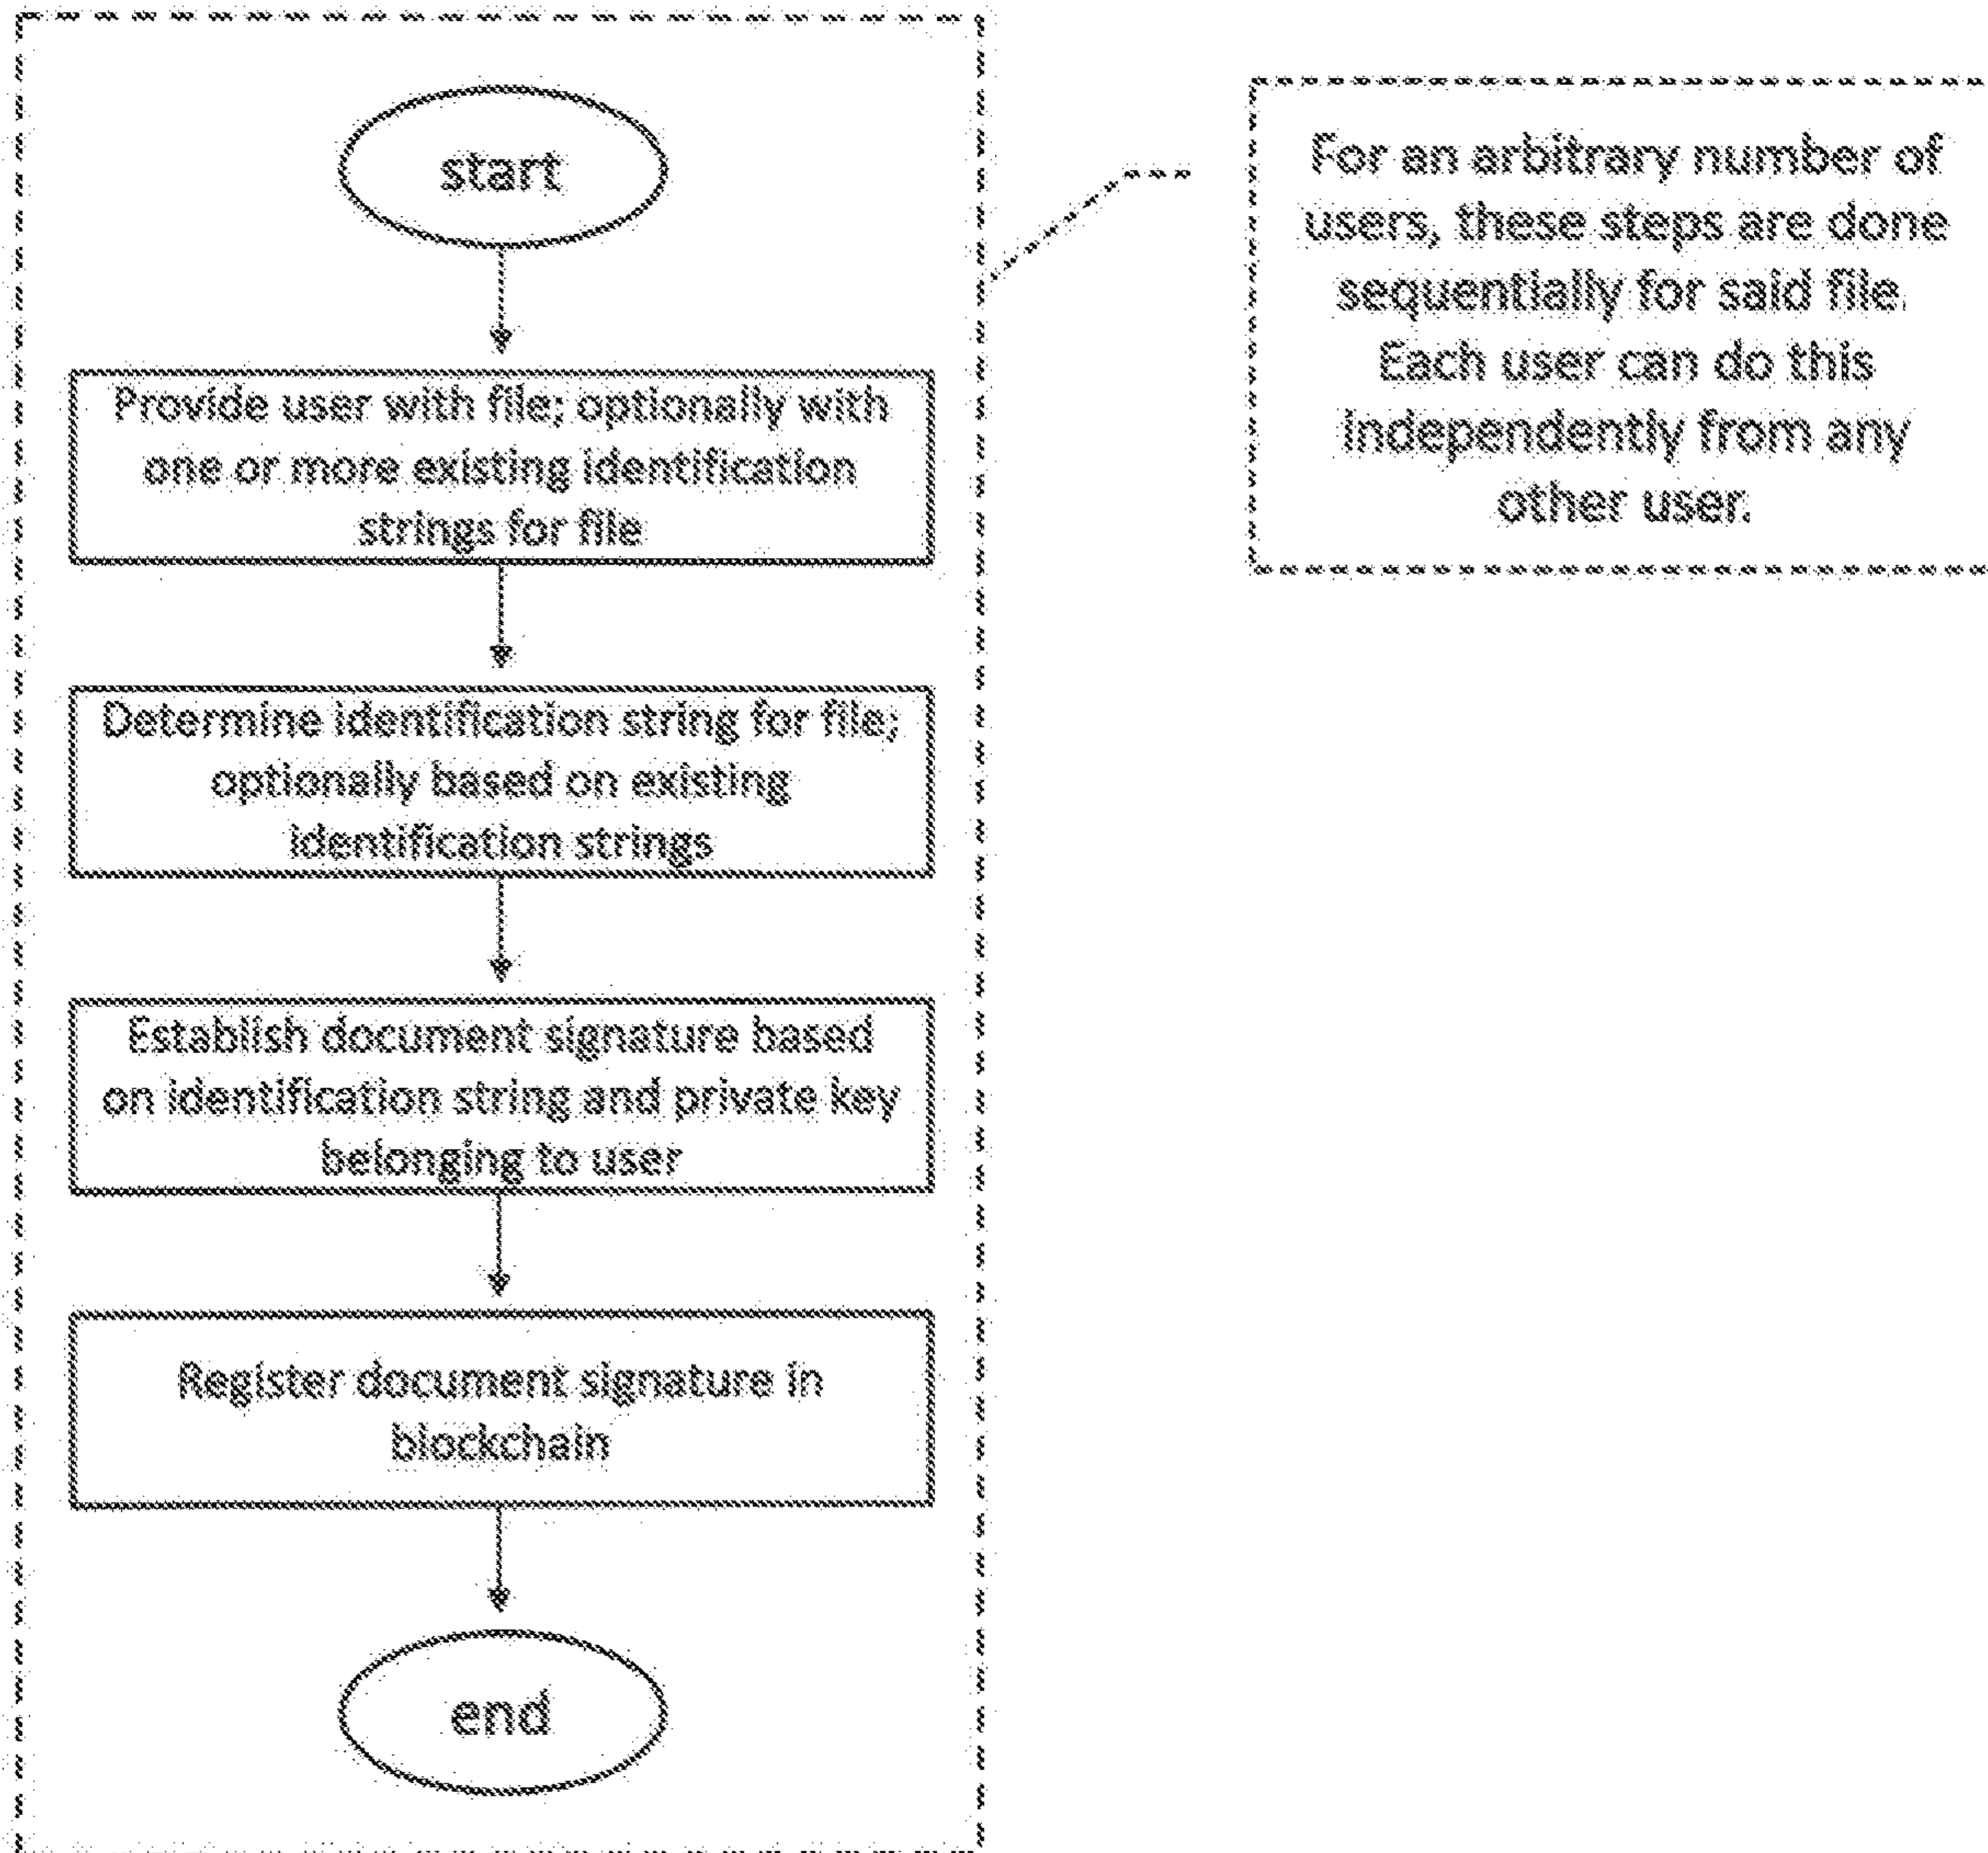 start
Provide user with file; optionally with
one or more existing identification
strings for file
Determine identification string for file;
optionally based on existing
identification strings
Establish document signature based
on identification string and private key
belonging to user
Register document signature in
blockchain
end
For an arbitrary number of
users, these steps are done
sequentially for said file.
Each user can do this
independently from any
other user.